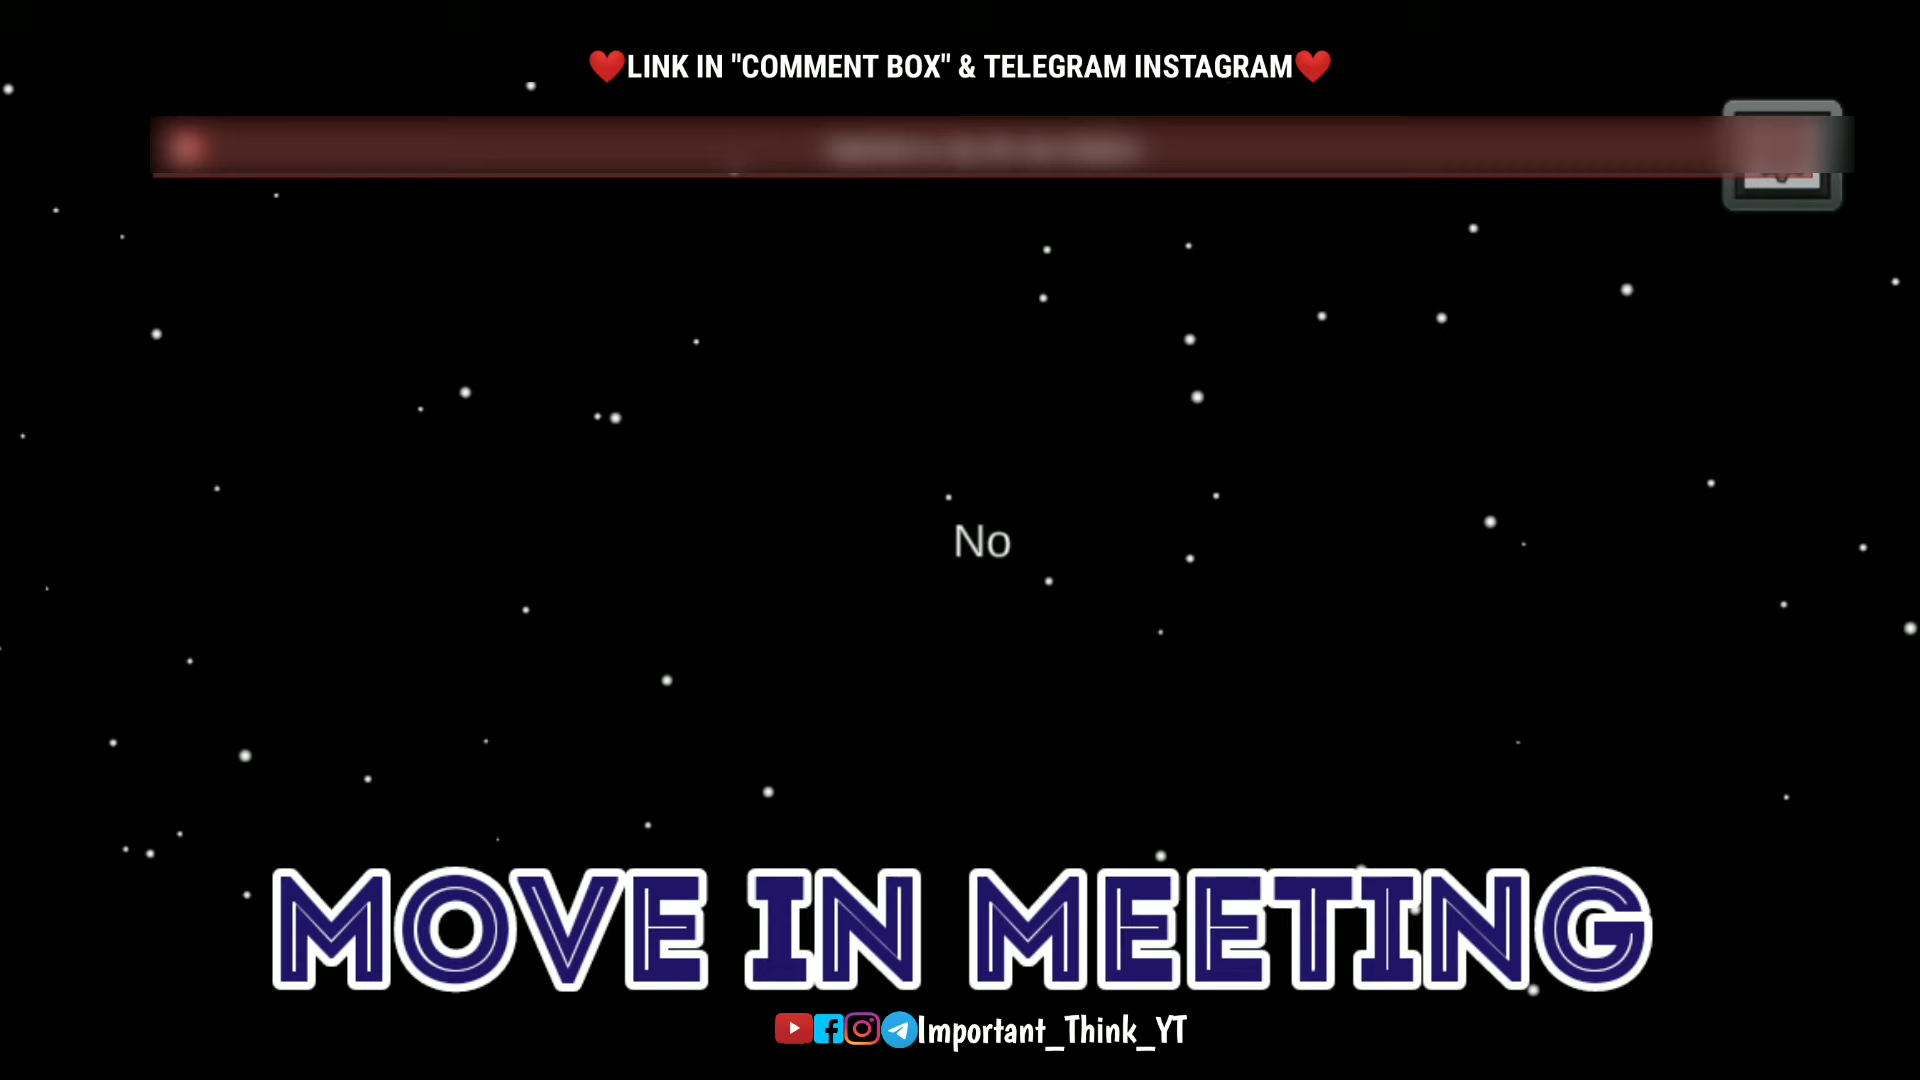 ❤️LINK IN "COMMENT BOX" & TELEGRAM INSTAGRAM❤️
No
MOVE IN MEETING
Important_Think_YT